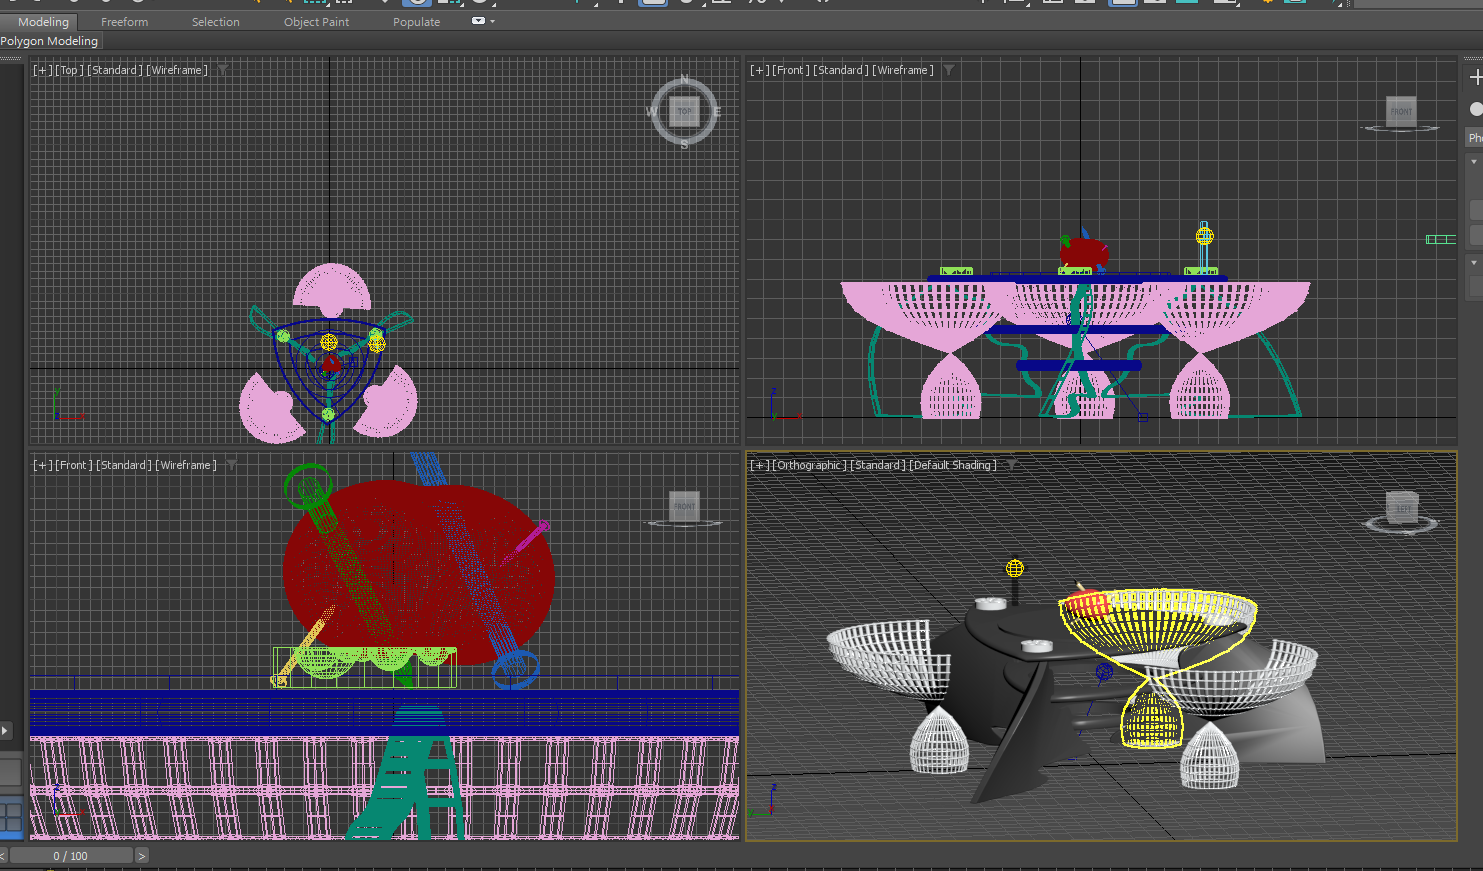 Modeling Freeform Selection Object Paint Populate
Polygon Modeling
[+] [Top] [Standard] [Wireframe]
N
W TOP E
S
[+] [Front] [Standard] [Wireframe]
FRONT
[+] [Front] [Standard] [Wireframe]
FRONT
[+] [Orthographic] [Standard] [Default Shading]
LEFT
0 / 100